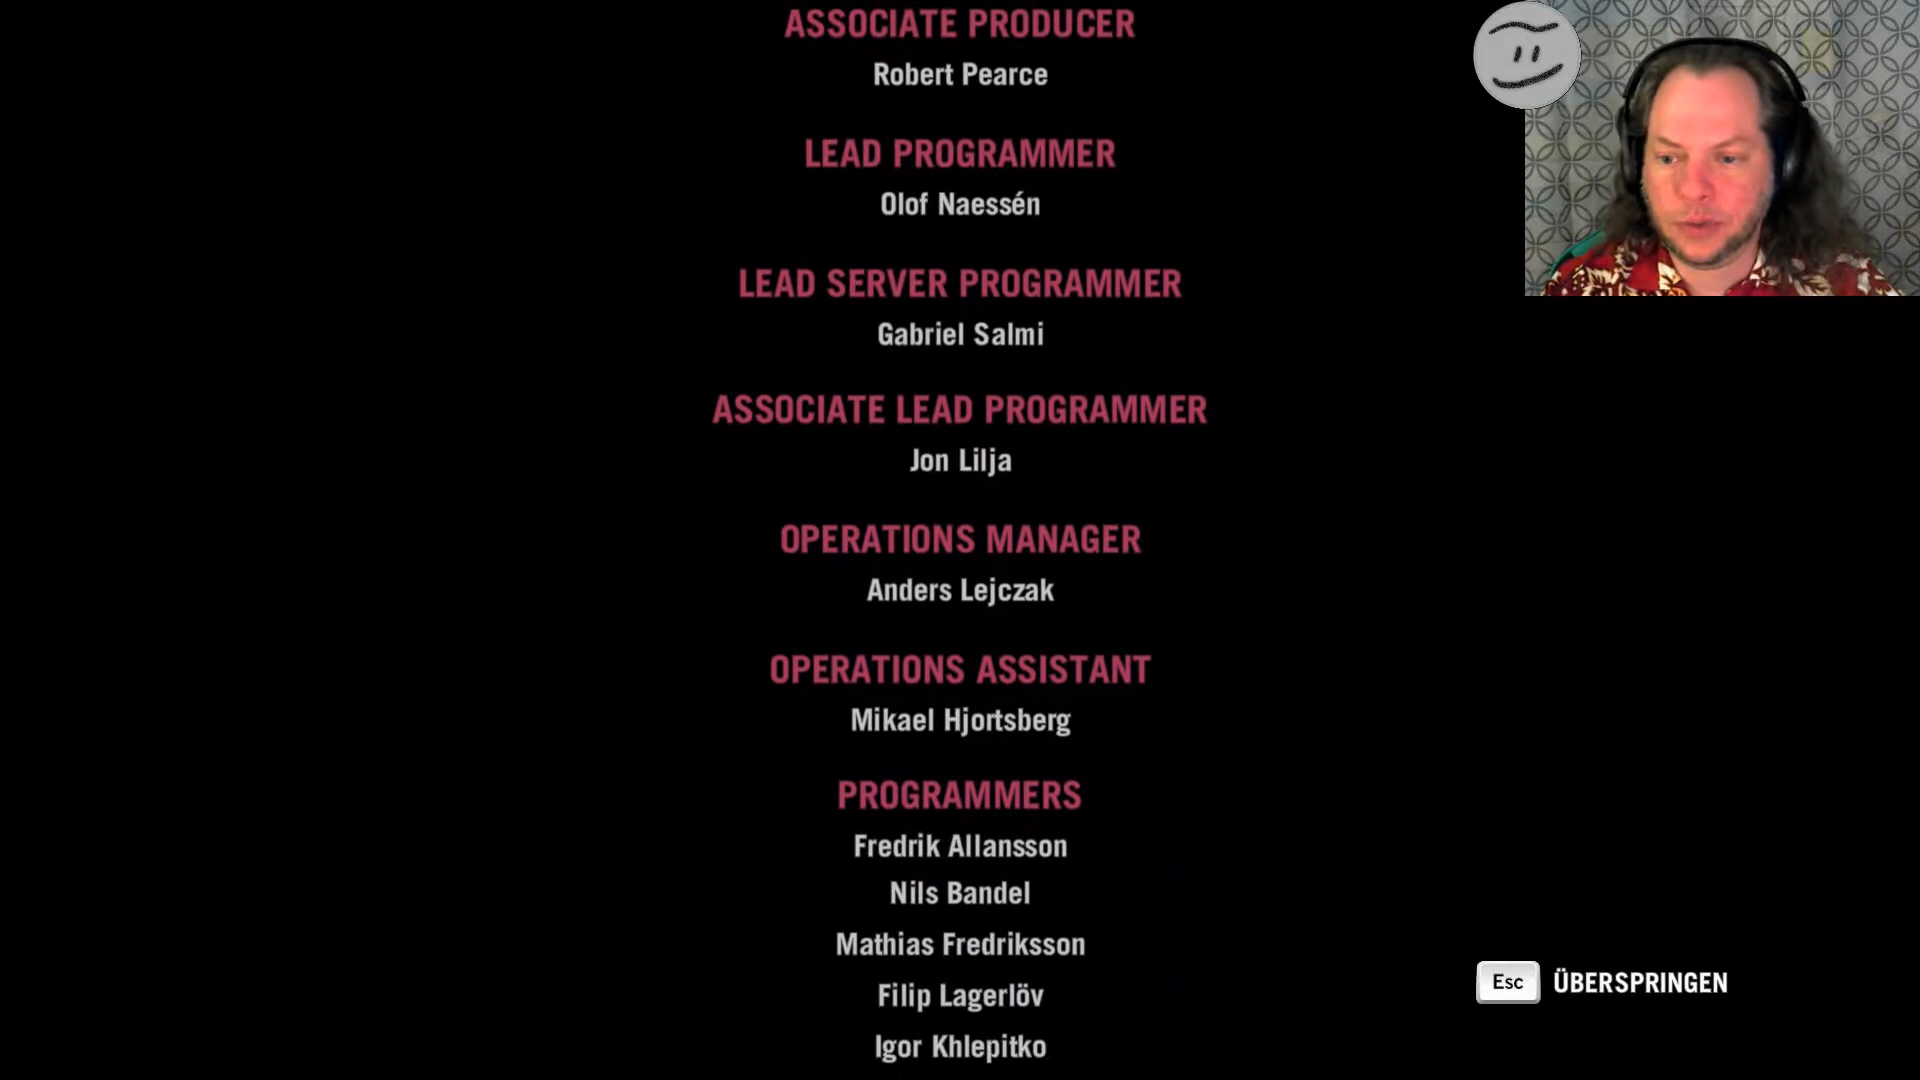 ASSOCIATE PRODUCER
Robert Pearce
LEAD PROGRAMMER
Olof Naessén
LEAD SERVER PROGRAMMER
Gabriel Salmi
ASSOCIATE LEAD PROGRAMMER
Jon Lilja
OPERATIONS MANAGER
Anders Lejczak
OPERATIONS ASSISTANT
Mikael Hjortsberg
PROGRAMMERS
Fredrik Allansson
Nils Bandel
Mathias Fredriksson
Filip Lagerlöv
Igor Khlepitko
Esc ÜBERSPRINGEN